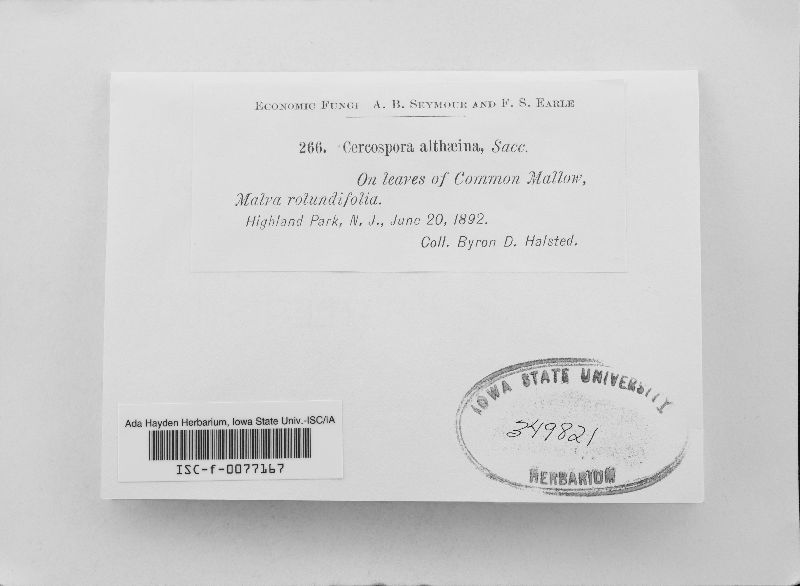 Economic Fungi A. B. Seymour and F. S. Earle
266. Cercospora althæina, Sacc.
On leaves of Common Mallow,
Malva rotundifolia.
Highland Park, N. J., June 20, 1892.
Coll. Byron D. Halsted.
IOWA STATE UNIVERSITY
349821
HERBARIUM
Ada Hayden Herbarium, Iowa State Univ.-ISC/IA
ISC-f-0077167